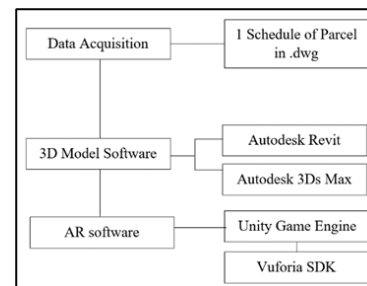 Data Acquisition
1 Schedule of Parcel
in .dwg
3D Model Software
Autodesk Revit
Autodesk 3Ds Max
AR software
Unity Game Engine
Vuforia SDK